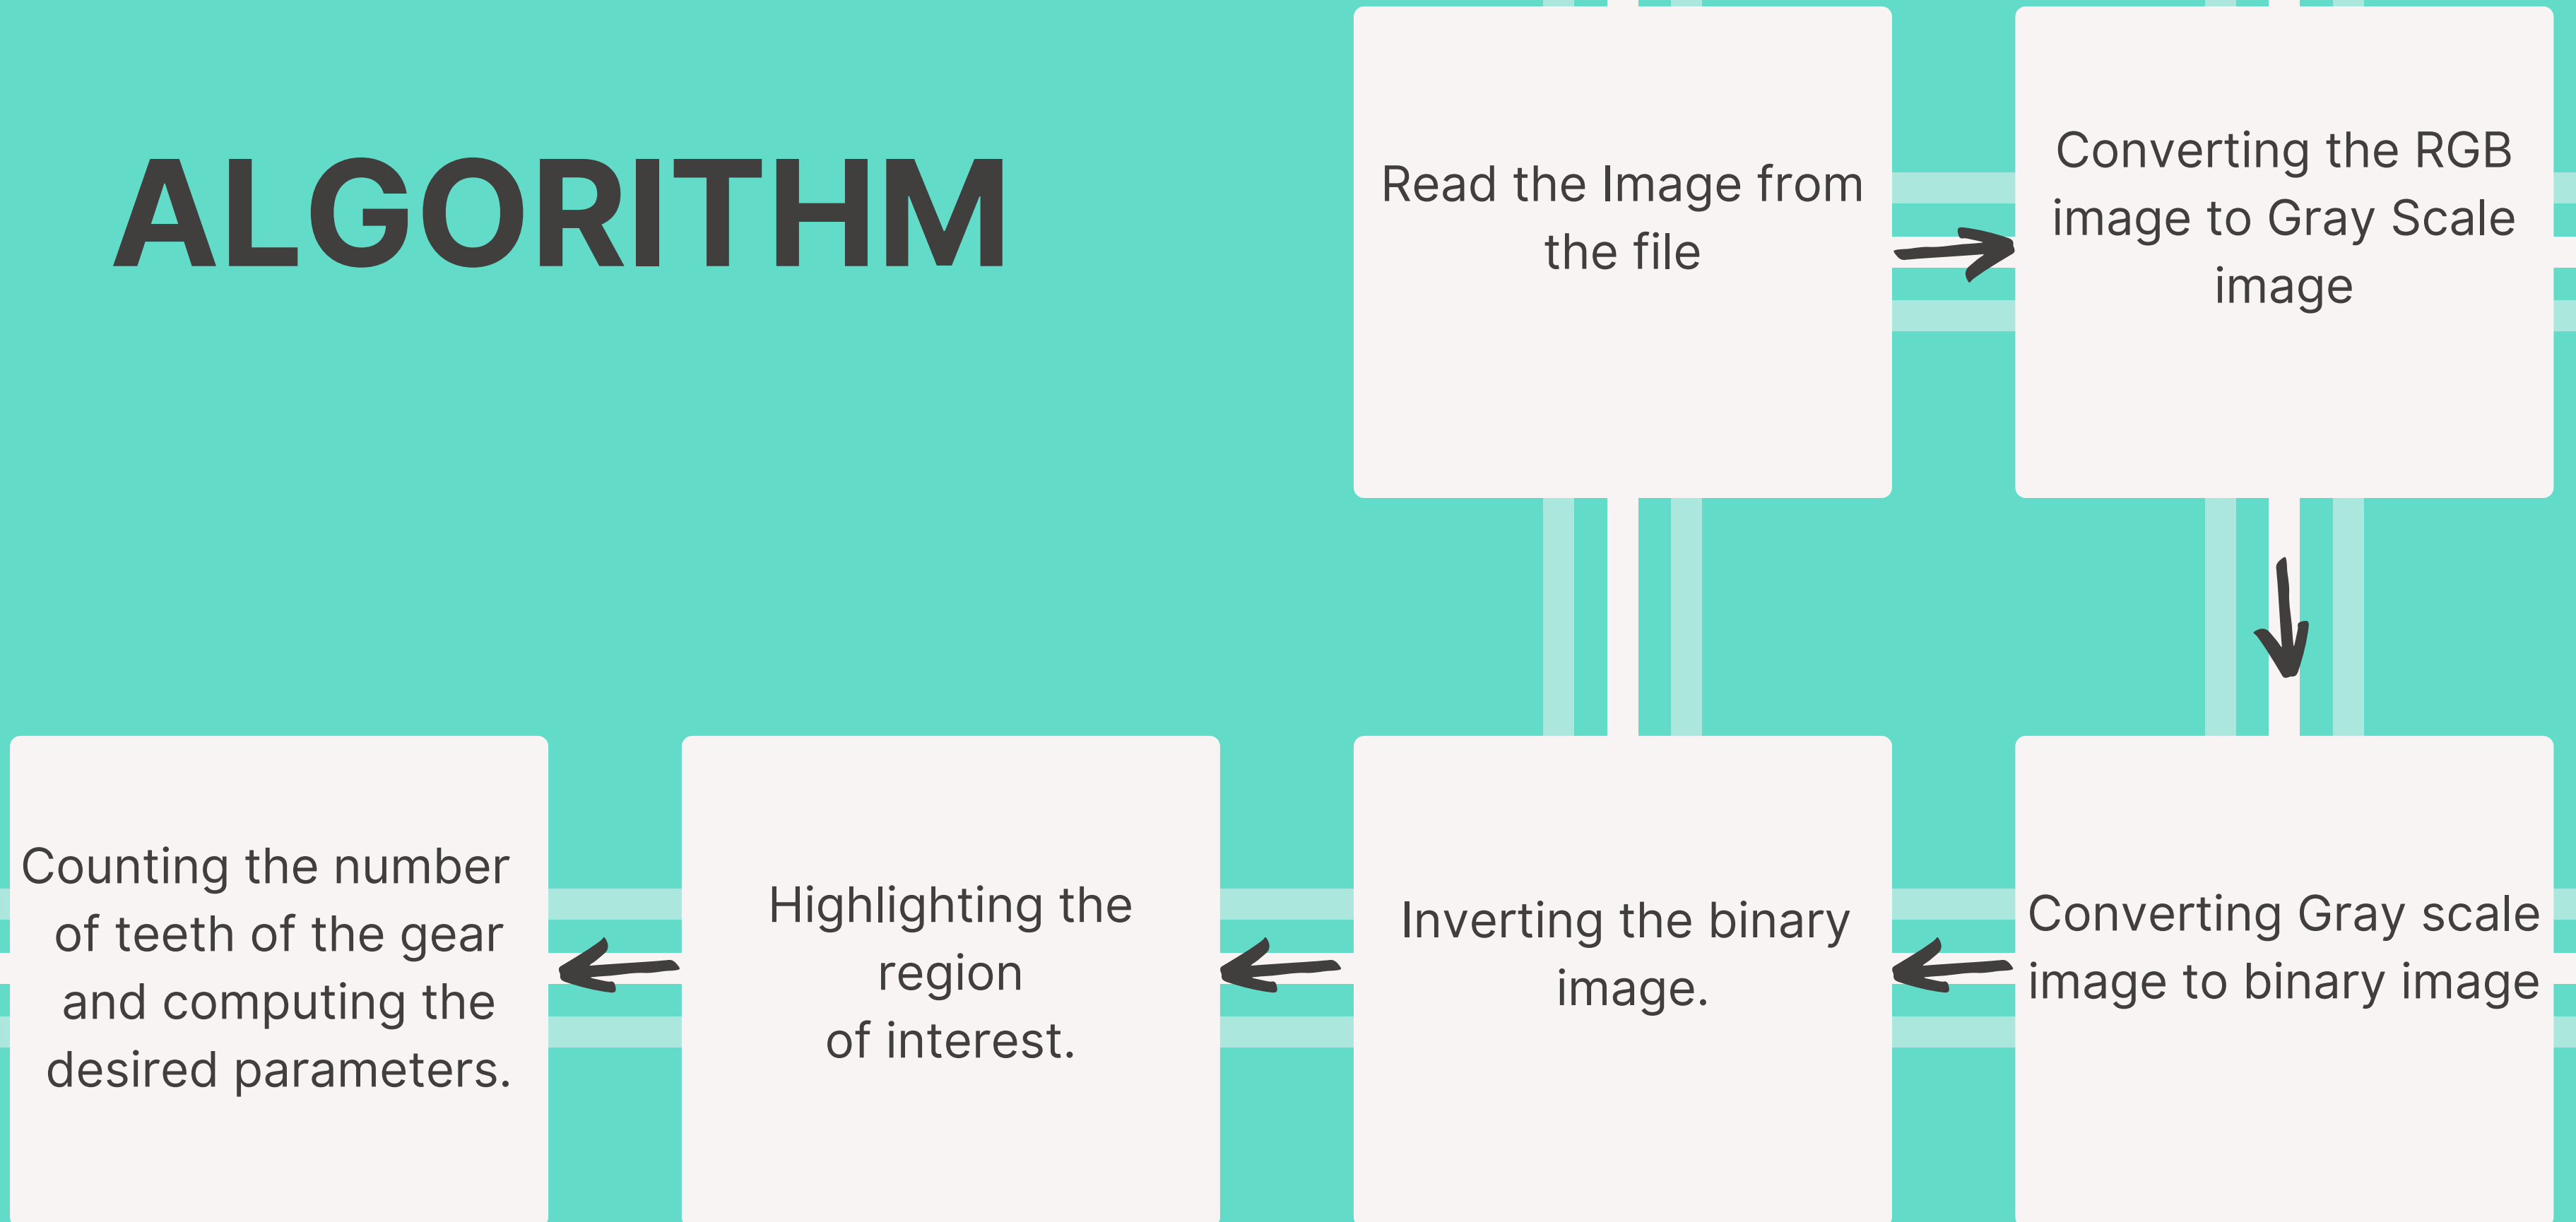 ALGORITHM
Read the Image from
the file
Converting the RGB
image to Gray Scale
image
Converting Gray scale
image to binary image
Inverting the binary
image.
Highlighting the
region
of interest.
Counting the number
of teeth of the gear
and computing the
desired parameters.